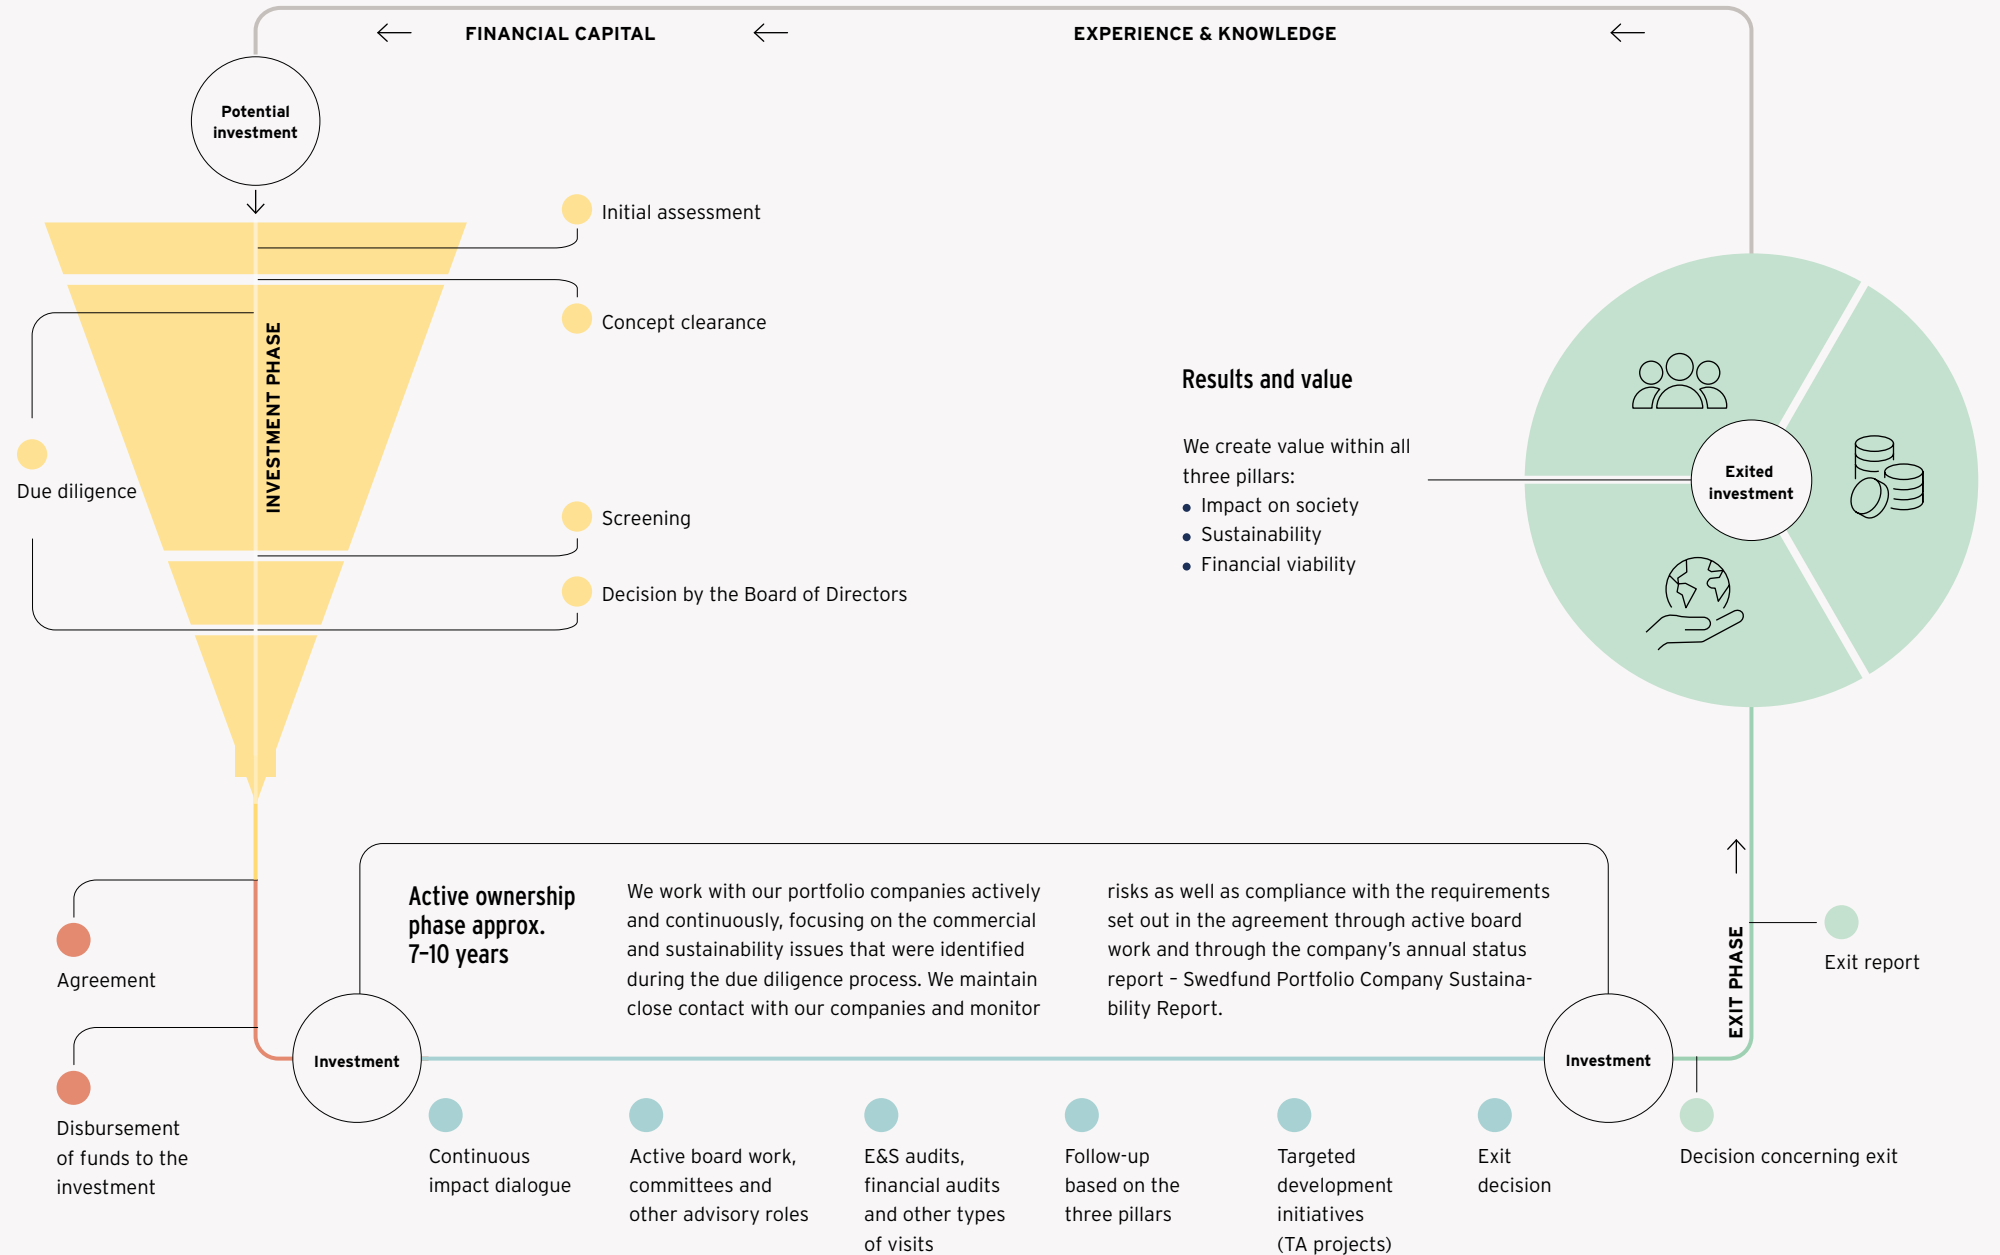 FINANCIAL CAPITAL
EXPERIENCE & KNOWLEDGE
Potential
investment
INVESTMENT PHASE
Initial assessment
Concept clearance
Due diligence
Screening
Decision by the Board of Directors
Results and value
We create value within all
three pillars:
• Impact on society
• Sustainability
• Financial viability
Exited
investment
Agreement
Disbursement
of funds to the
investment
Investment
Active ownership
phase approx.
7–10 years
We work with our portfolio companies actively
and continuously, focusing on the commercial
and sustainability issues that were identified
during the due diligence process. We maintain
close contact with our companies and monitor
risks as well as compliance with the requirements
set out in the agreement through active board
work and through the company’s annual status
report – Swedfund Portfolio Company Sustaina-
bility Report.
Continuous
impact dialogue
Active board work,
committees and
other advisory roles
E&S audits,
financial audits
and other types
of visits
Follow-up
based on the
three pillars
Targeted
development
initiatives
(TA projects)
Exit
decision
Investment
Decision concerning exit
EXIT PHASE
Exit report